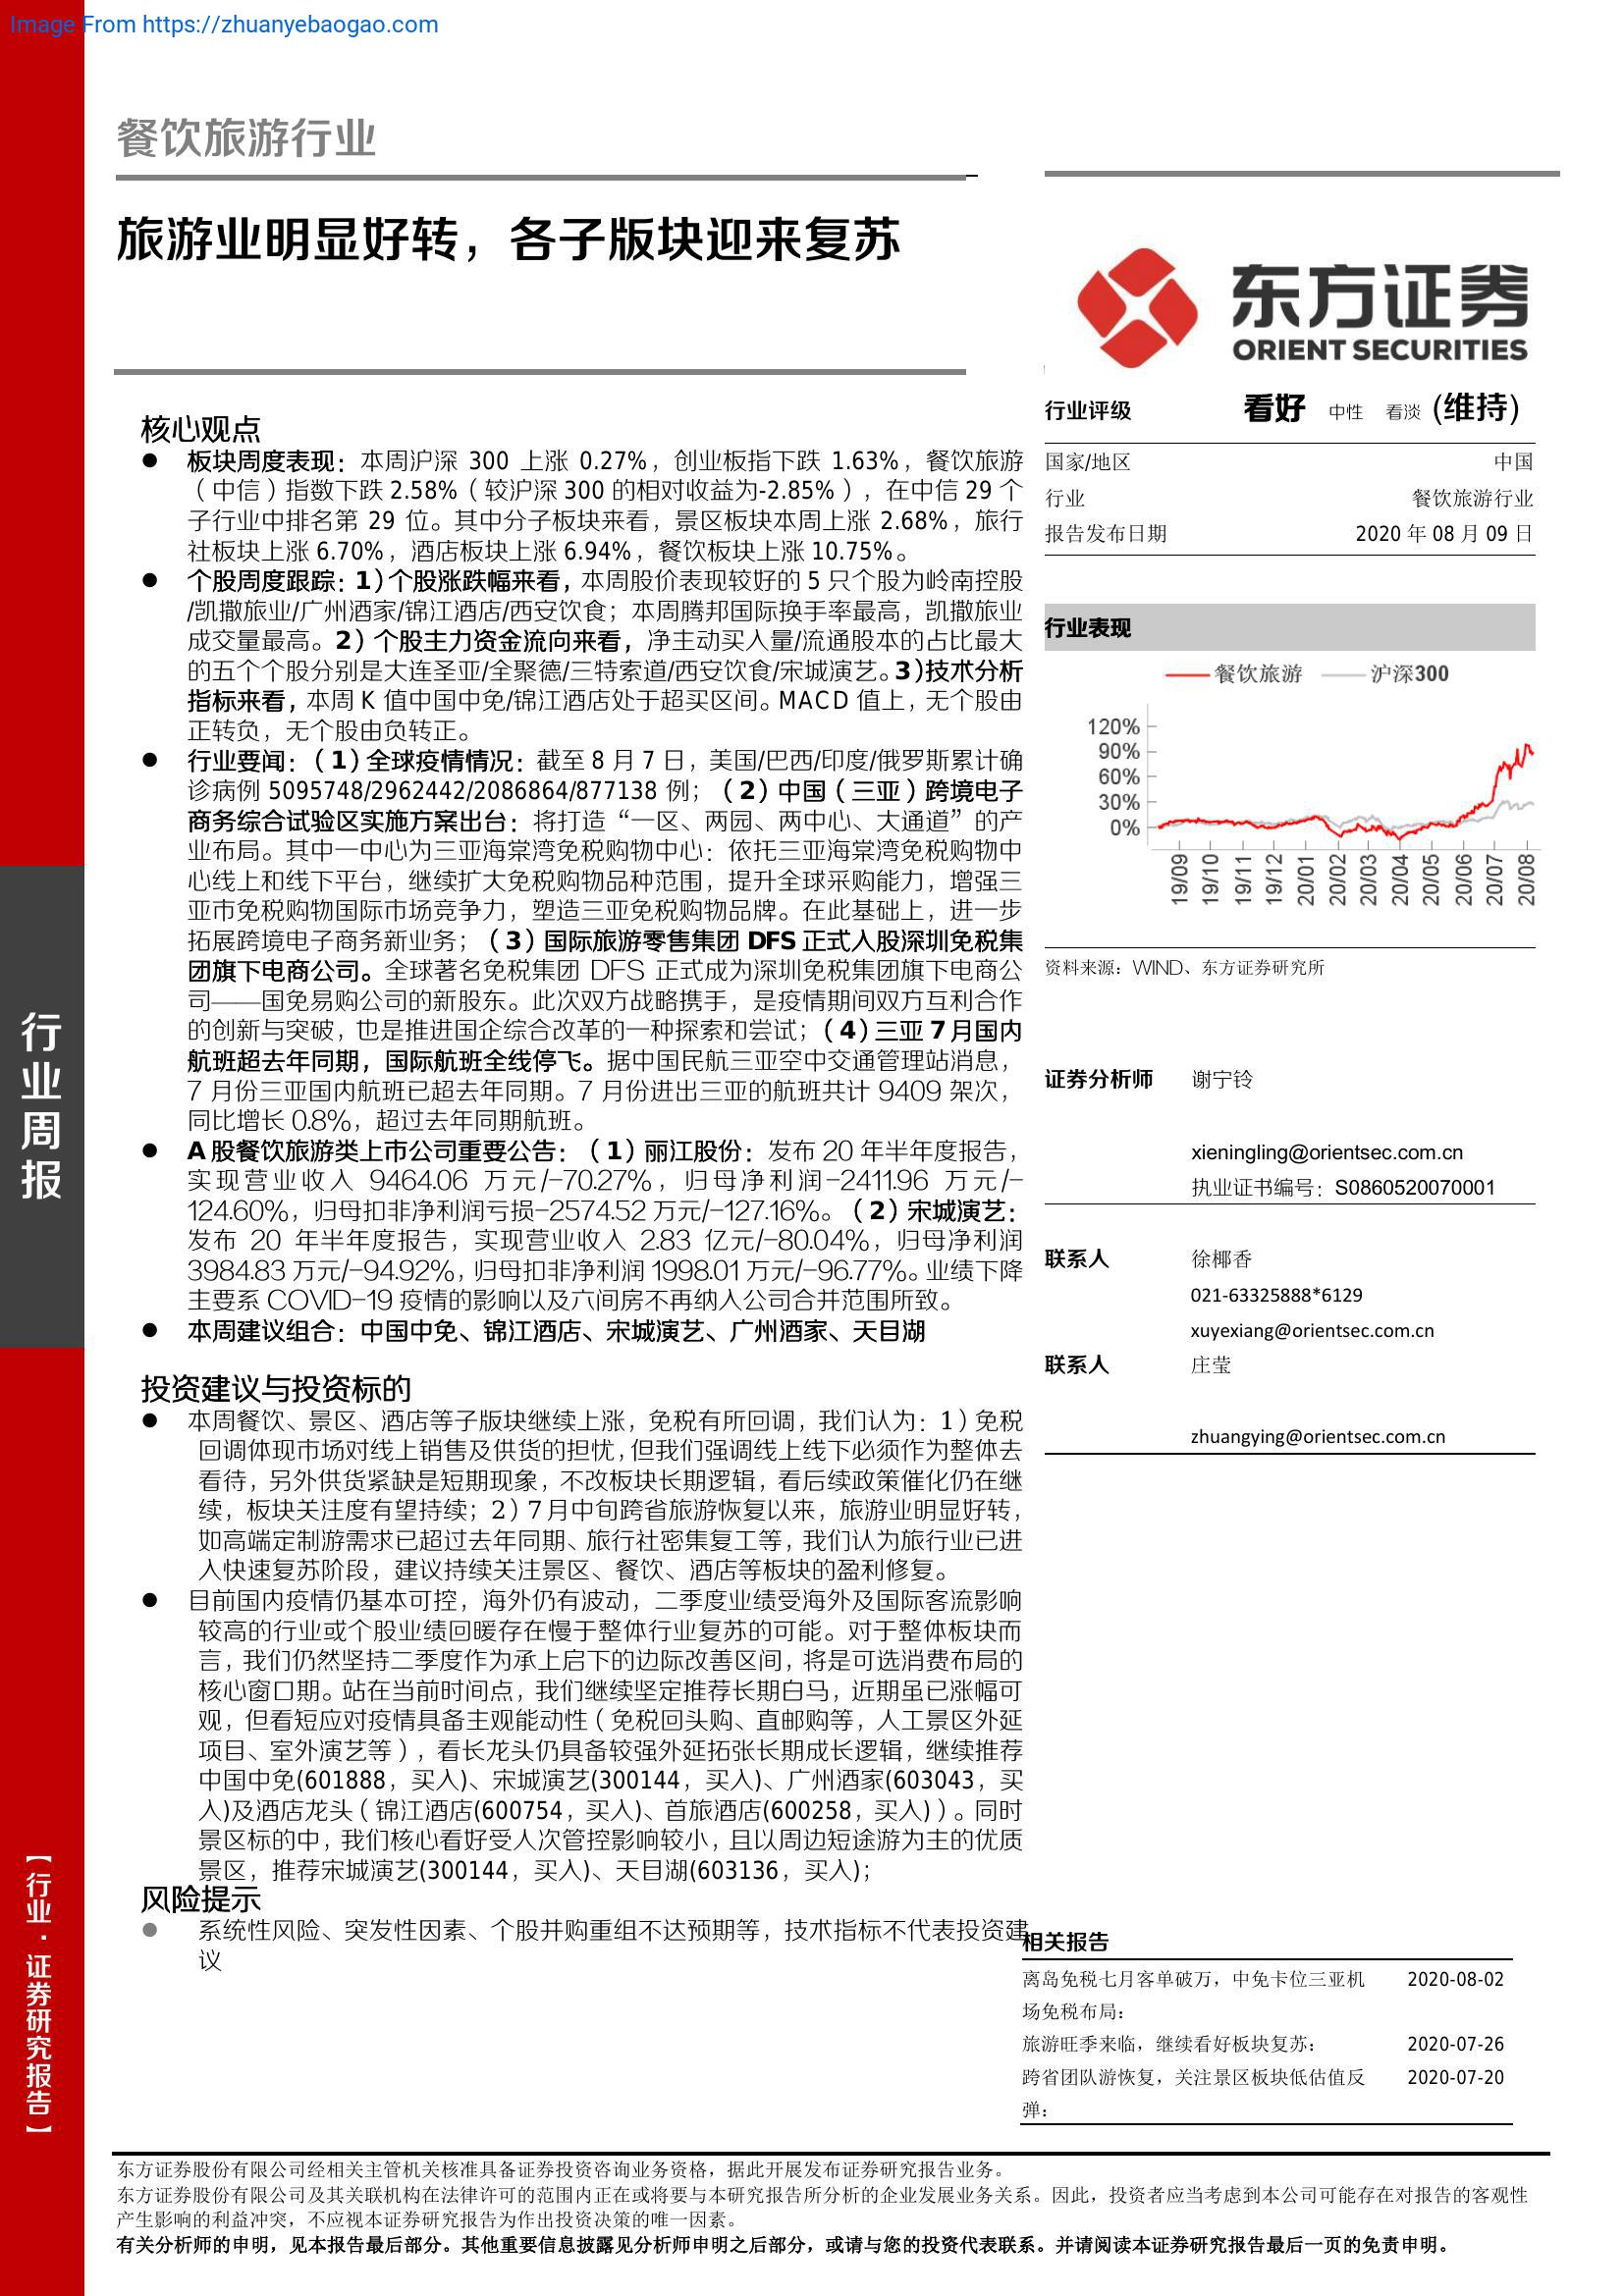 Image From https://zhuanyebaogao.com
餐饮旅游行业
旅游业明显好转，各子版块迎来复苏
核心观点
● 板块周度表现：本周沪深 300 上涨 0.27%，创业板指下跌 1.63%，餐饮旅游
（中信）指数下跌 2.58%（较沪深 300 的相对收益为-2.85%），在中信 29 个
子行业中排名第 29 位。其中分子板块来看，景区板块本周上涨 2.68%，旅行
社板块上涨 6.70%，酒店板块上涨 6.94%，餐饮板块上涨 10.75%。
● 个股周度跟踪：1）个股涨跌幅来看，本周股价表现较好的 5 只个股为岭南控股
/凯撒旅业/广州酒家/锦江酒店/西安饮食；本周腾邦国际换手率最高，凯撒旅业
成交量最高。2）个股主力资金流向来看，净主动买入量/流通股本的占比最大
的五个个股分别是大连圣亚/全聚德/三特索道/西安饮食/宋城演艺。3）技术分析
指标来看，本周 K 值中国中免/锦江酒店处于超买区间。MACD 值上，无个股由
正转负，无个股由负转正。
● 行业要闻：（1）全球疫情情况：截至 8 月 7 日，美国/巴西/印度/俄罗斯累计确
诊病例 5095748/2962442/2086864/877138 例；（2）中国（三亚）跨境电子
商务综合试验区实施方案出台：将打造“一区、两园、两中心、大通道”的产
业布局。其中一中心为三亚海棠湾免税购物中心：依托三亚海棠湾免税购物中
心线上和线下平台，继续扩大免税购物品种范围，提升全球采购能力，增强三
亚市免税购物国际市场竞争力，塑造三亚免税购物品牌。在此基础上，进一步
拓展跨境电子商务新业务；（3）国际旅游零售集团 DFS 正式入股深圳免税集
团旗下电商公司。全球著名免税集团 DFS 正式成为深圳免税集团旗下电商公
司——国免易购公司的新股东。此次双方战略携手，是疫情期间双方互利合作
的创新与突破，也是推进国企综合改革的一种探索和尝试；（4）三亚 7 月国内
航班超去年同期，国际航班全线停飞。据中国民航三亚空中交通管理站消息，
7 月份三亚国内航班已超去年同期。7 月份进出三亚的航班共计 9409 架次，
同比增长 0.8%，超过去年同期航班。
● A 股餐饮旅游类上市公司重要公告：（1）丽江股份：发布 20 年半年度报告，
实现营业收入 9464.06 万元/-70.27%，归母净利润-2411.96 万元/-
124.60%，归母扣非净利润亏损-2574.52 万元/-127.16%。（2）宋城演艺：
发布 20 年半年度报告，实现营业收入 2.83 亿元/-80.04%，归母净利润
3984.83 万元/-94.92%，归母扣非净利润 1998.01 万元/-96.77%。业绩下降
主要系 COVID-19 疫情的影响以及六间房不再纳入公司合并范围所致。
● 本周建议组合：中国中免、锦江酒店、宋城演艺、广州酒家、天目湖
投资建议与投资标的
● 本周餐饮、景区、酒店等子版块继续上涨，免税有所回调，我们认为：1）免税
回调体现市场对线上销售及供货的担忧，但我们强调线上线下必须作为整体去
看待，另外供货紧缺是短期现象，不改板块长期逻辑，看后续政策催化仍在继
续，板块关注度有望持续；2）7 月中旬跨省旅游恢复以来，旅游业明显好转，
如高端定制游需求已超过去年同期、旅行社密集复工等，我们认为旅行业已进
入快速复苏阶段，建议持续关注景区、餐饮、酒店等板块的盈利修复。
● 目前国内疫情仍基本可控，海外仍有波动，二季度业绩受海外及国际客流影响
较高的行业或个股业绩回暖存在慢于整体行业复苏的可能。对于整体板块而
言，我们仍然坚持二季度作为承上启下的边际改善区间，将是可选消费布局的
核心窗口期。站在当前时间点，我们继续坚定推荐长期白马，近期虽已涨幅可
观，但看短应对疫情具备主观能动性（免税回头购、直邮购等，人工景区外延
项目、室外演艺等），看长龙头仍具备较强外延拓张长期成长逻辑，继续推荐
中国中免(601888，买入)、宋城演艺(300144，买入)、广州酒家(603043，买
入)及酒店龙头（锦江酒店(600754，买入)、首旅酒店(600258，买入)）。同时
景区标的中，我们核心看好受人次管控影响较小，且以周边短途游为主的优质
景区，推荐宋城演艺(300144，买入)、天目湖(603136，买入)；
风险提示
● 系统性风险、突发性因素、个股并购重组不达预期等，技术指标不代表投资建
议
东方证券
ORIENT SECURITIES
行业评级 看好 中性 看淡 (维持)
国家/地区 中国
行业 餐饮旅游行业
报告发布日期 2020 年 08 月 09 日
行业表现
餐饮旅游 沪深300
120%
90%
60%
30%
0%
19/09 19/10 19/11 19/12 20/01 20/02 20/03 20/04 20/05 20/06 20/07 20/08
资料来源：WIND、东方证券研究所
证券分析师 谢宁铃
xieningling@orientsec.com.cn
执业证书编号：S0860520070001
联系人 徐椰香
021-63325888*6129
xuyexiang@orientsec.com.cn
联系人 庄莹
zhuangying@orientsec.com.cn
相关报告
离岛免税七月客单破万，中免卡位三亚机 2020-08-02
场免税布局：
旅游旺季来临，继续看好板块复苏： 2020-07-26
跨省团队游恢复，关注景区板块低估值反 2020-07-20
弹：
行业周报
【行业·证券研究报告】
东方证券股份有限公司经相关主管机关核准具备证券投资咨询业务资格，据此开展发布证券研究报告业务。
东方证券股份有限公司及其关联机构在法律许可的范围内正在或将要与本研究报告所分析的企业发展业务关系。因此，投资者应当考虑到本公司可能存在对报告的客观性
产生影响的利益冲突，不应视本证券研究报告为作出投资决策的唯一因素。
有关分析师的申明，见本报告最后部分。其他重要信息披露见分析师申明之后部分，或请与您的投资代表联系。并请阅读本证券研究报告最后一页的免责申明。